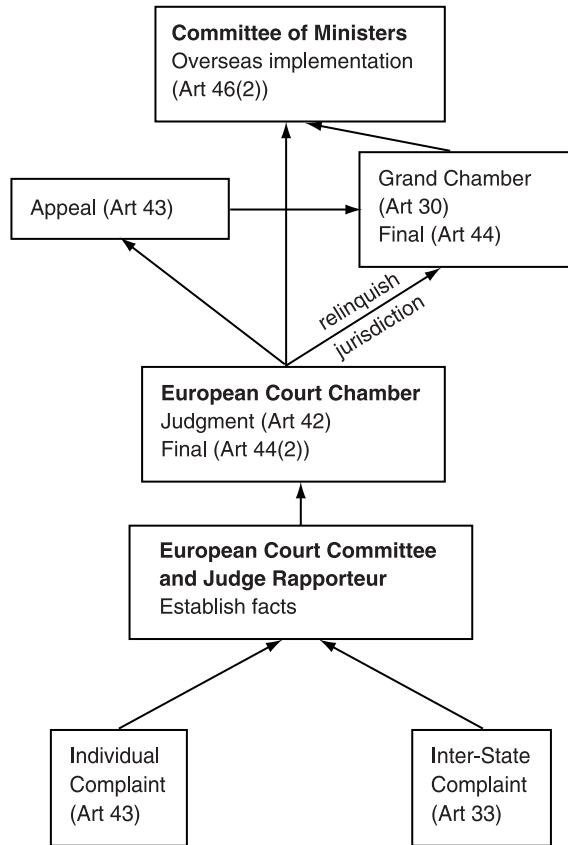 Committee of Ministers
Overseas implementation
(Art 46(2))
Appeal (Art 43)
Grand Chamber
(Art 30)
Final (Art 44)
relinquish
jurisdiction
European Court Chamber
Judgment (Art 42)
Final (Art 44(2))
European Court Committee
and Judge Rapporteur
Establish facts
Individual
Complaint
(Art 43)
Inter-State
Complaint
(Art 33)